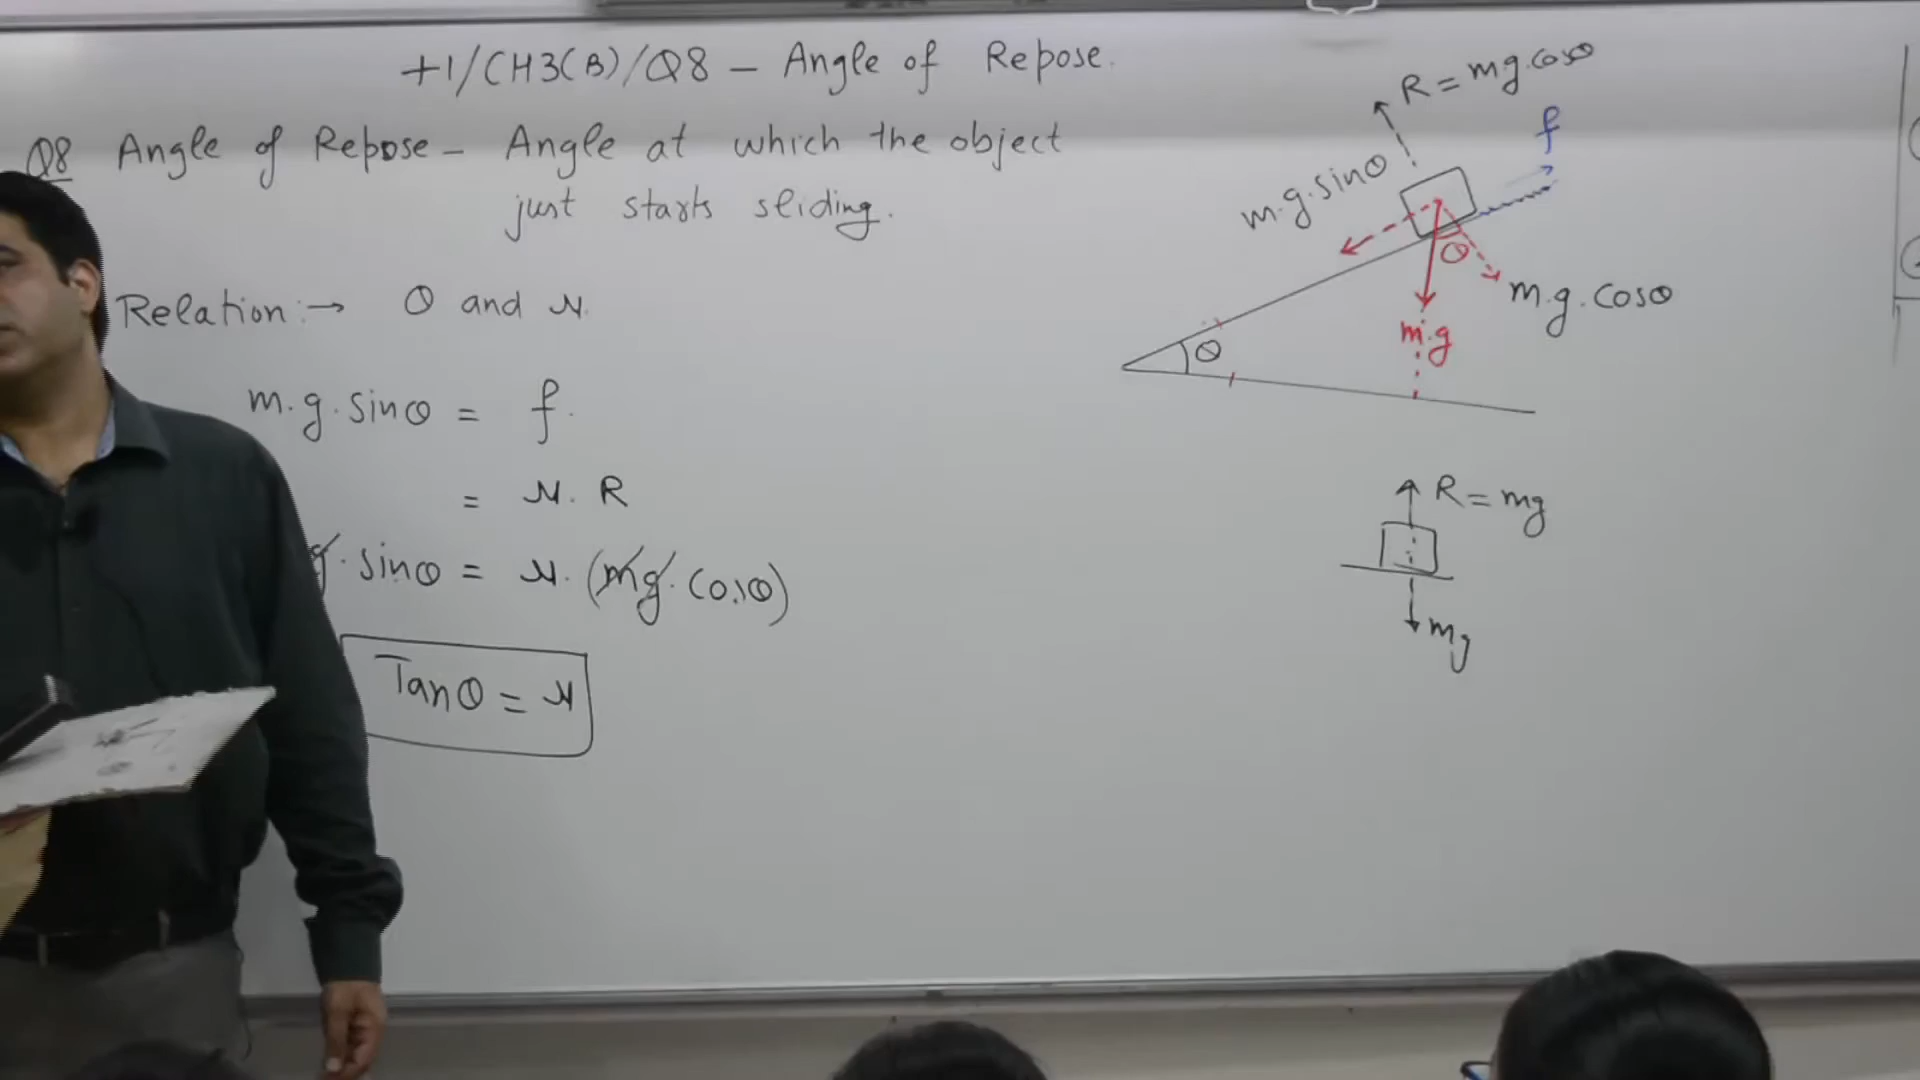 +1/CH3(B)/Q8 – Angle of Repose.
Q8 Angle of Repose – Angle at which the object
just starts sliding.
Relation :→ θ and μ.
m.g.sinθ = f.
= μ. R
g. sinθ = μ. (mg. cosθ)
Tanθ = μ
R = mg.cosθ
f
m.g.sinθ
θ
m.g.cosθ
m.g
θ
R = mg
mg